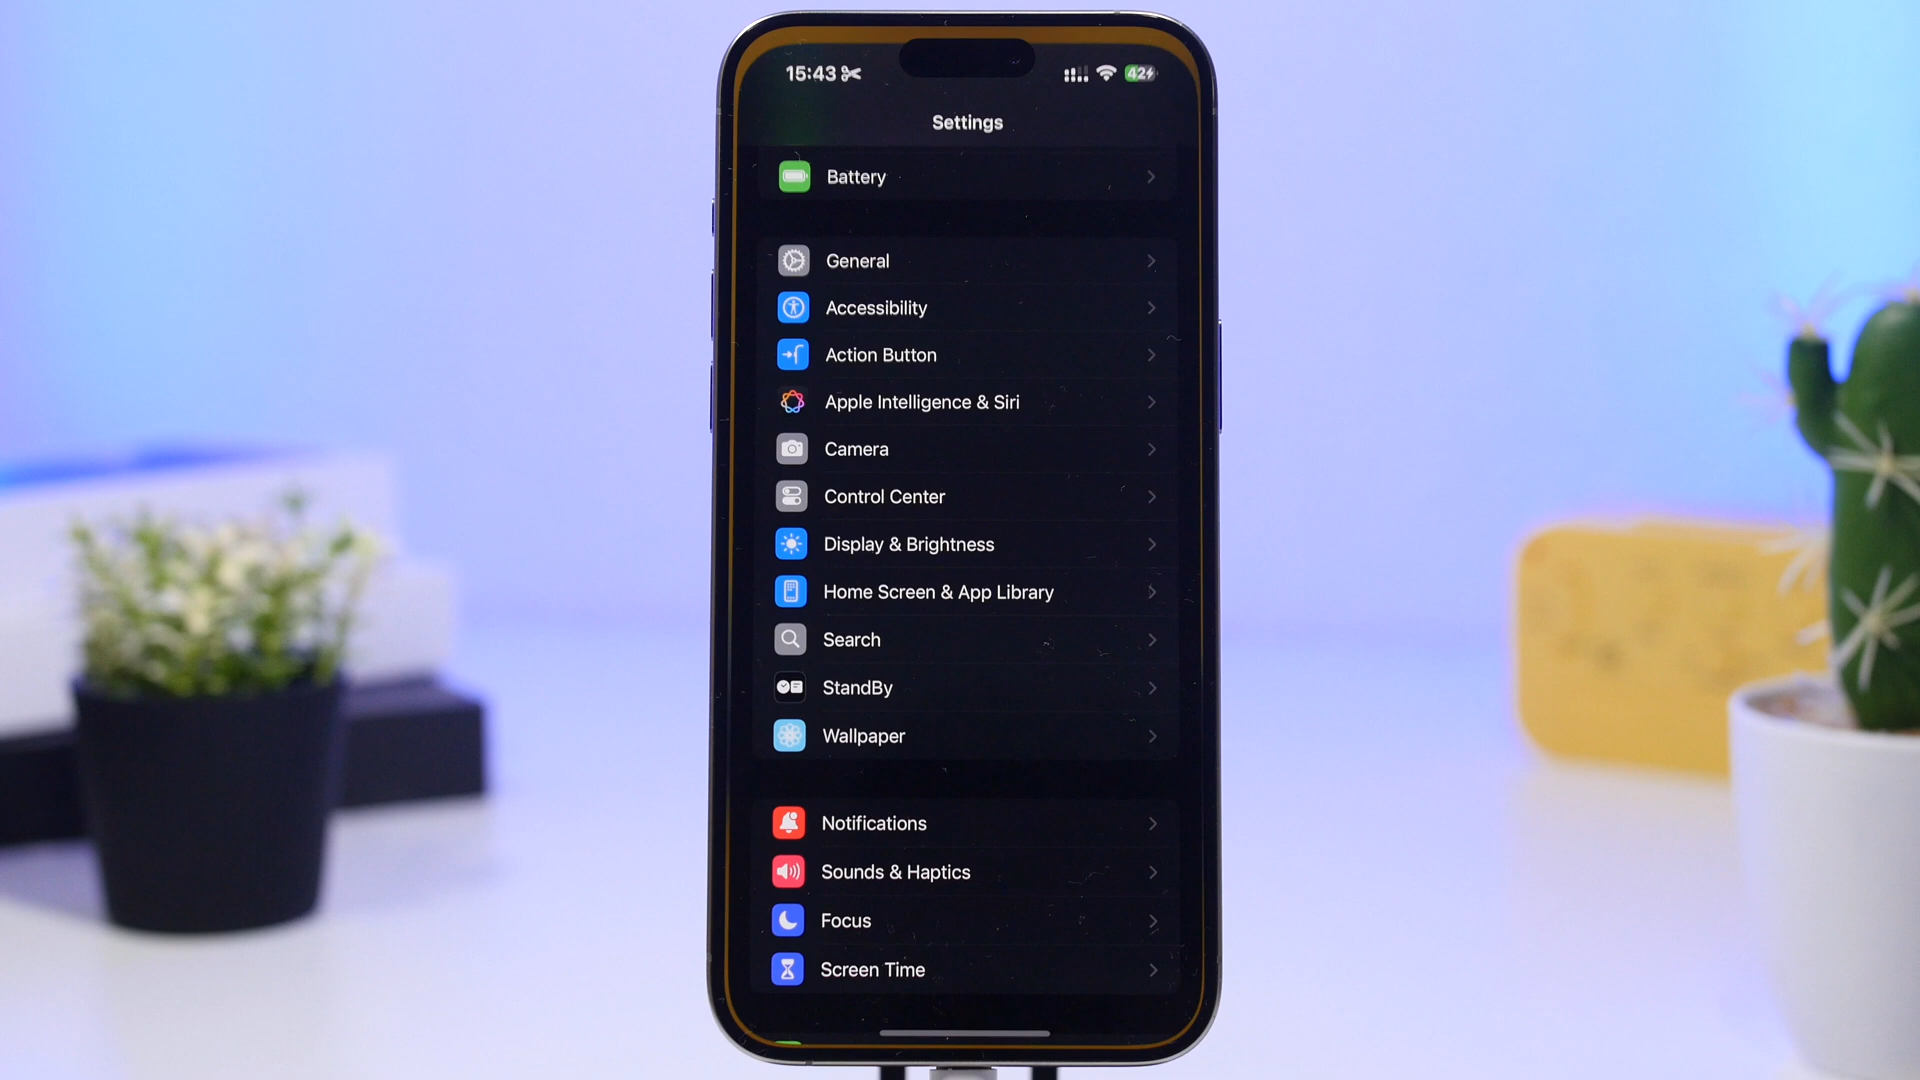 15:43
42
Settings
Battery
General
Accessibility
Action Button
Apple Intelligence & Siri
Camera
Control Center
Display & Brightness
Home Screen & App Library
Search
StandBy
Wallpaper
Notifications
Sounds & Haptics
Focus
Screen Time